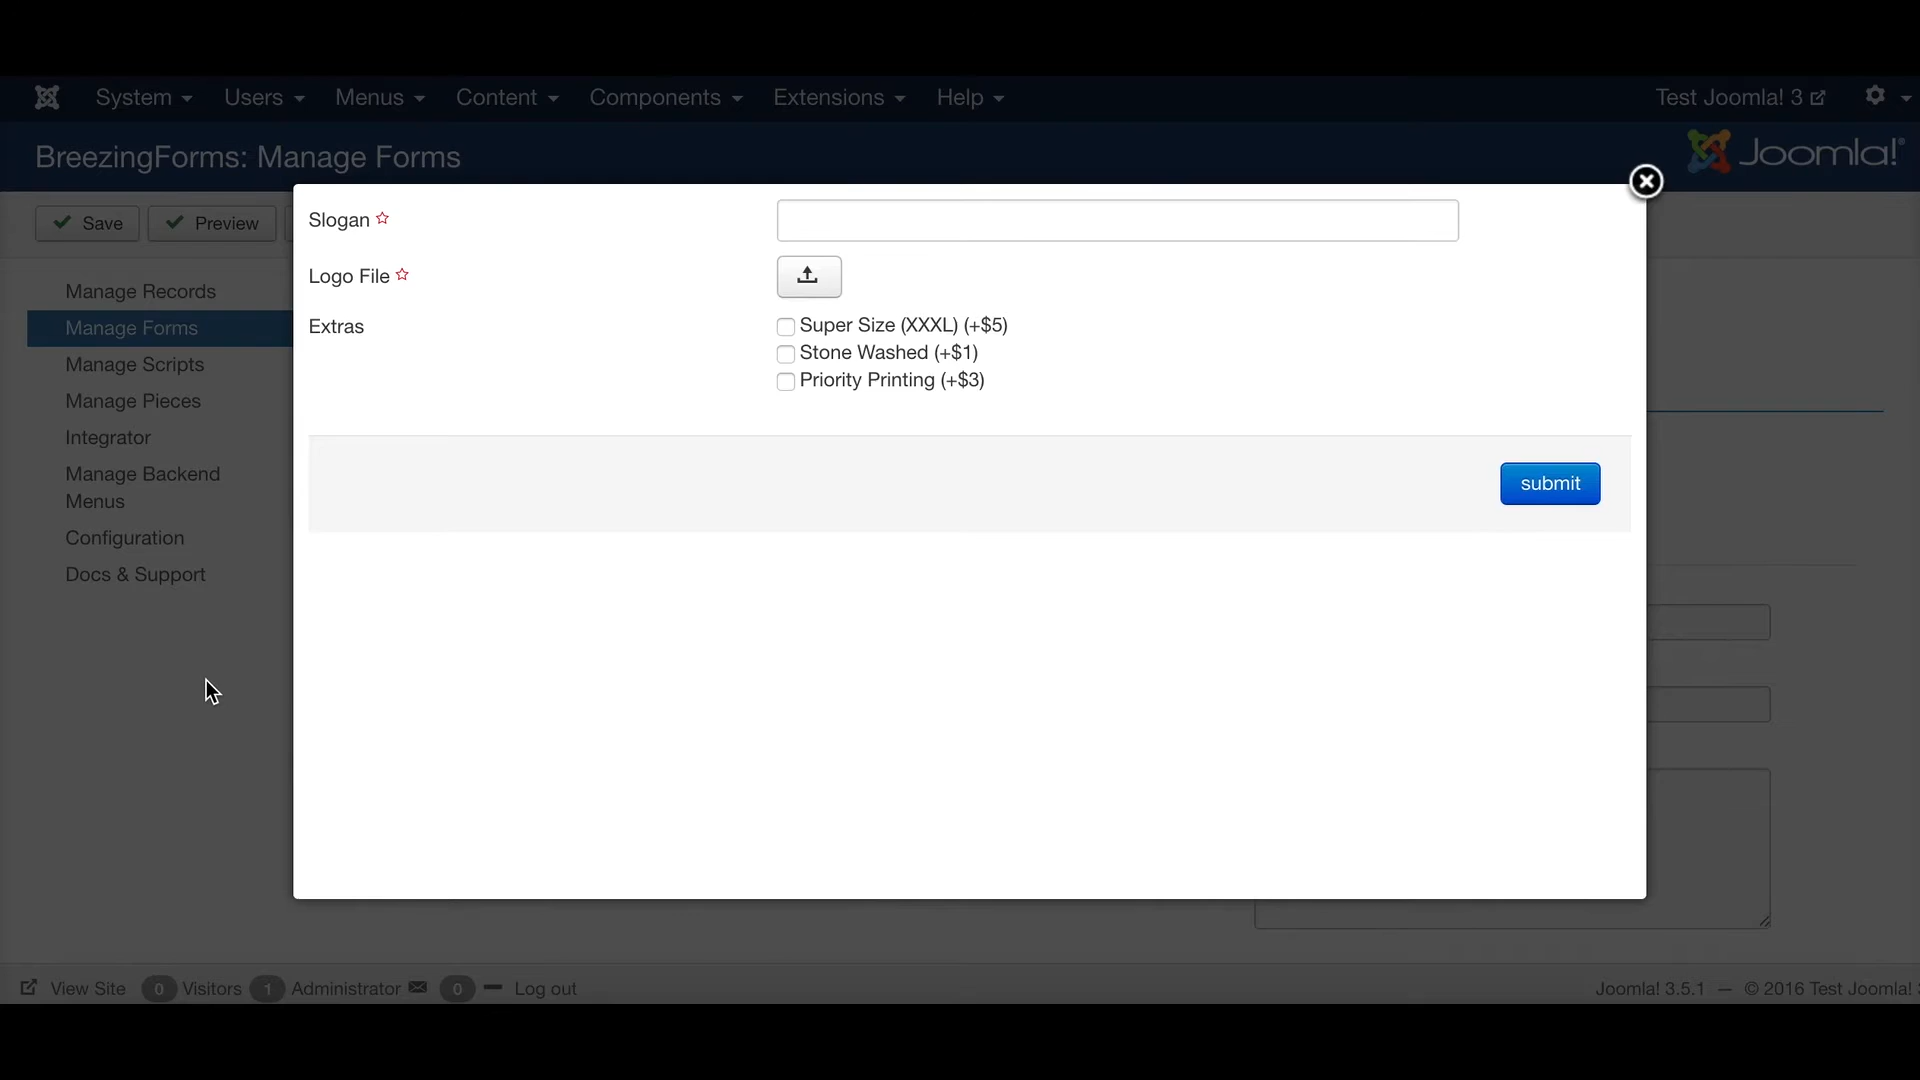 System Users Menus Content Components Extensions Help Test Joomla! 3
BreezingForms: Manage Forms
Joomla!®
Save Preview
Manage Records
Manage Forms
Manage Scripts
Manage Pieces
Integrator
Manage Backend
Menus
Configuration
Docs & Support
Slogan
Logo File
Extras
Super Size (XXXL) (+$5)
Stone Washed (+$1)
Priority Printing (+$3)
submit
View Site 0 Visitors 1 Administrator 0 Log out
Joomla! 3.5.1 — © 2016 Test Joomla! 3